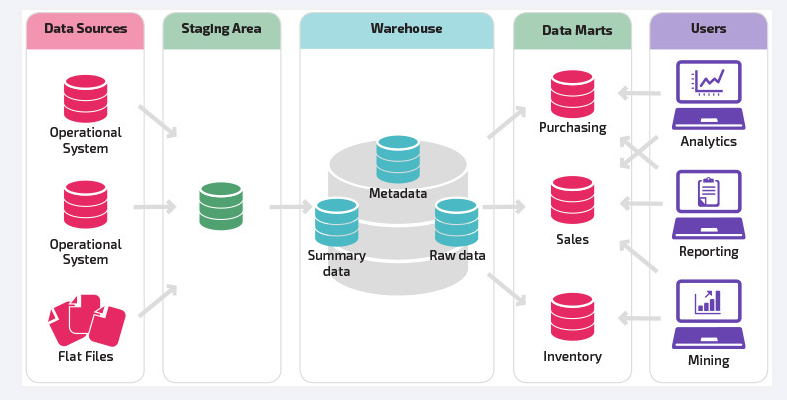 Data Sources
Staging Area
Warehouse
Data Marts
Users
Operational
System
Operational
System
Flat Files
Metadata
Summary
data
Raw data
Purchasing
Sales
Inventory
Analytics
Reporting
Mining